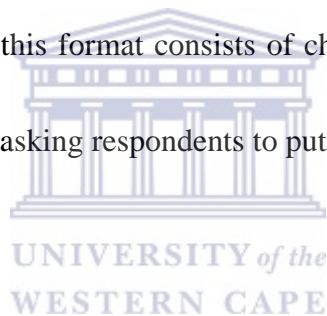 this format consists of ch
asking respondents to put
UNIVERSITY of the
WESTERN CAPE